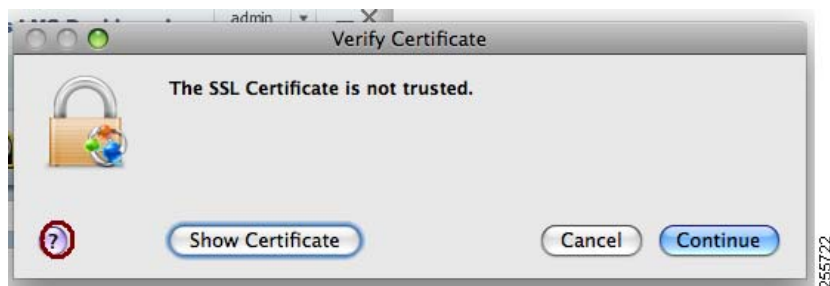 admin
Verify Certificate
The SSL Certificate is not trusted.
?
Show Certificate
Cancel
Continue
255722